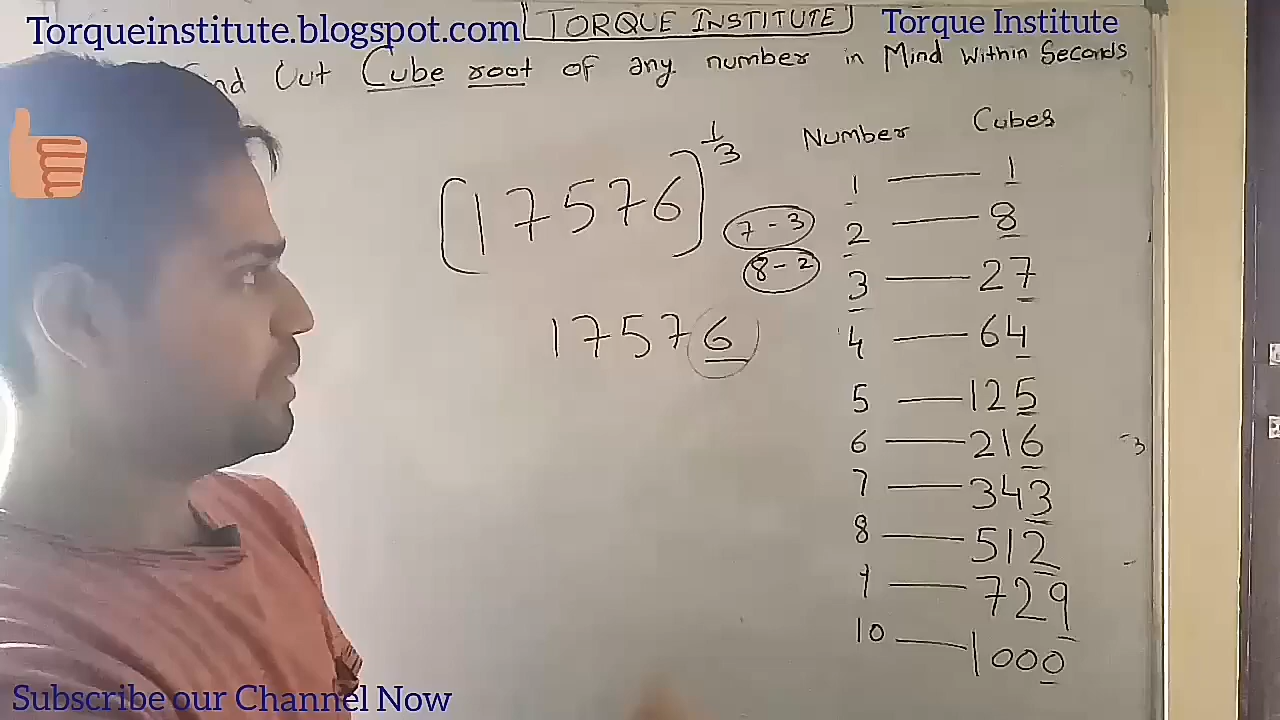 Torqueinstitute.blogspot.com "TORQUE INSTITUTE" Torque Institute
nd Out Cube root of any number in Mind Within Seconds
Number Cubes
(17576)^1/3
1 — 1
7-3
2 — 8
8-2
3 — 27
17576
4 — 64
5 — 125
6 — 216
7 — 343
8 — 512
9 — 729
10 — 1000
Subscribe our Channel Now